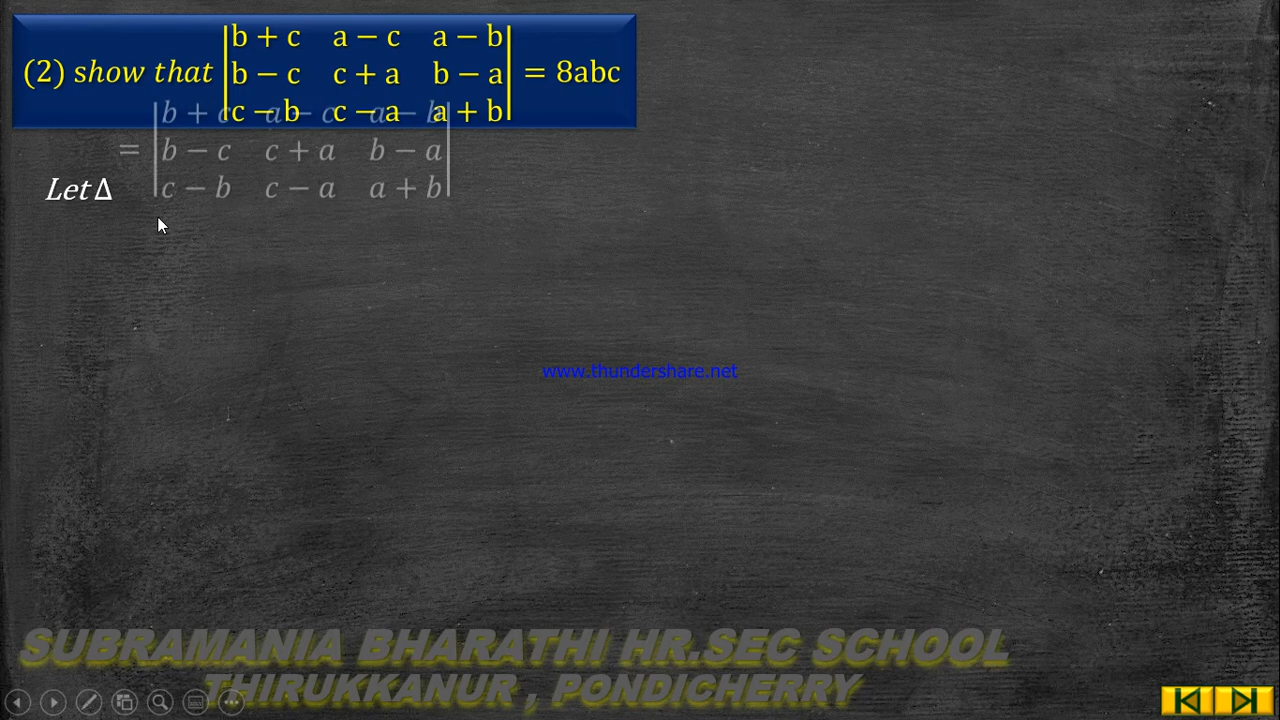 (2) show that |b + c a − c a − b|
|b − c c + a b − a| = 8abc
|c − b c − a a + b|
|b + c a − c a − b|
= |b − c c + a b − a|
Let Δ |c − b c − a a + b|
www.thundershare.net
SUBRAMANIA BHARATHI HR.SEC SCHOOL
THIRUKKANUR , PONDICHERRY